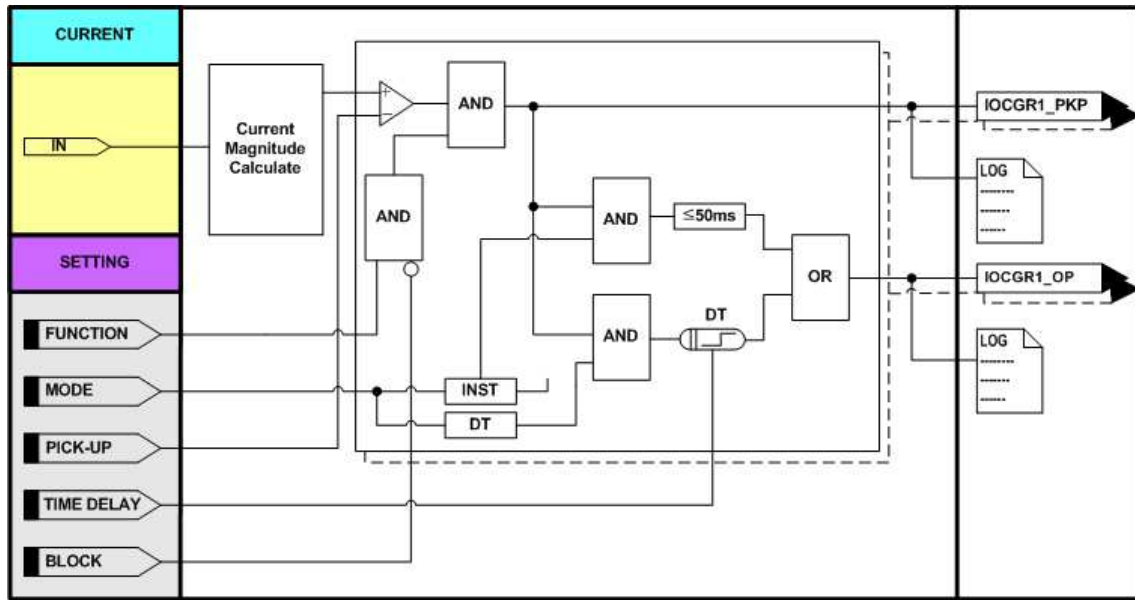 CURRENT
IN
SETTING
FUNCTION
MODE
PICK-UP
TIME DELAY
BLOCK
Current
Magnitude
Calculate
+
−
AND
AND
AND
≤50ms
AND
DT
OR
INST
DT
IOCGR1_PKP
LOG
IOCGR1_OP
LOG